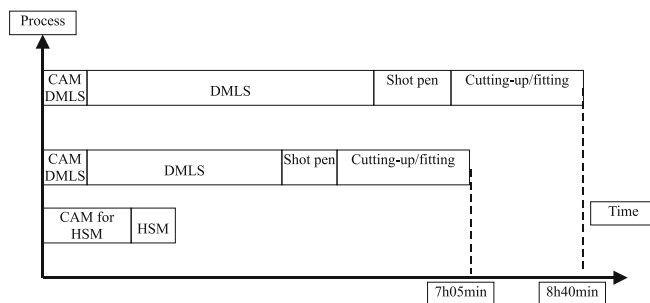 Process
CAM
DMLS
DMLS
Shot pen
Cutting-up/fitting
CAM
DMLS
DMLS
Shot pen
Cutting-up/fitting
CAM for
HSM
HSM
Time
7h05min
8h40min